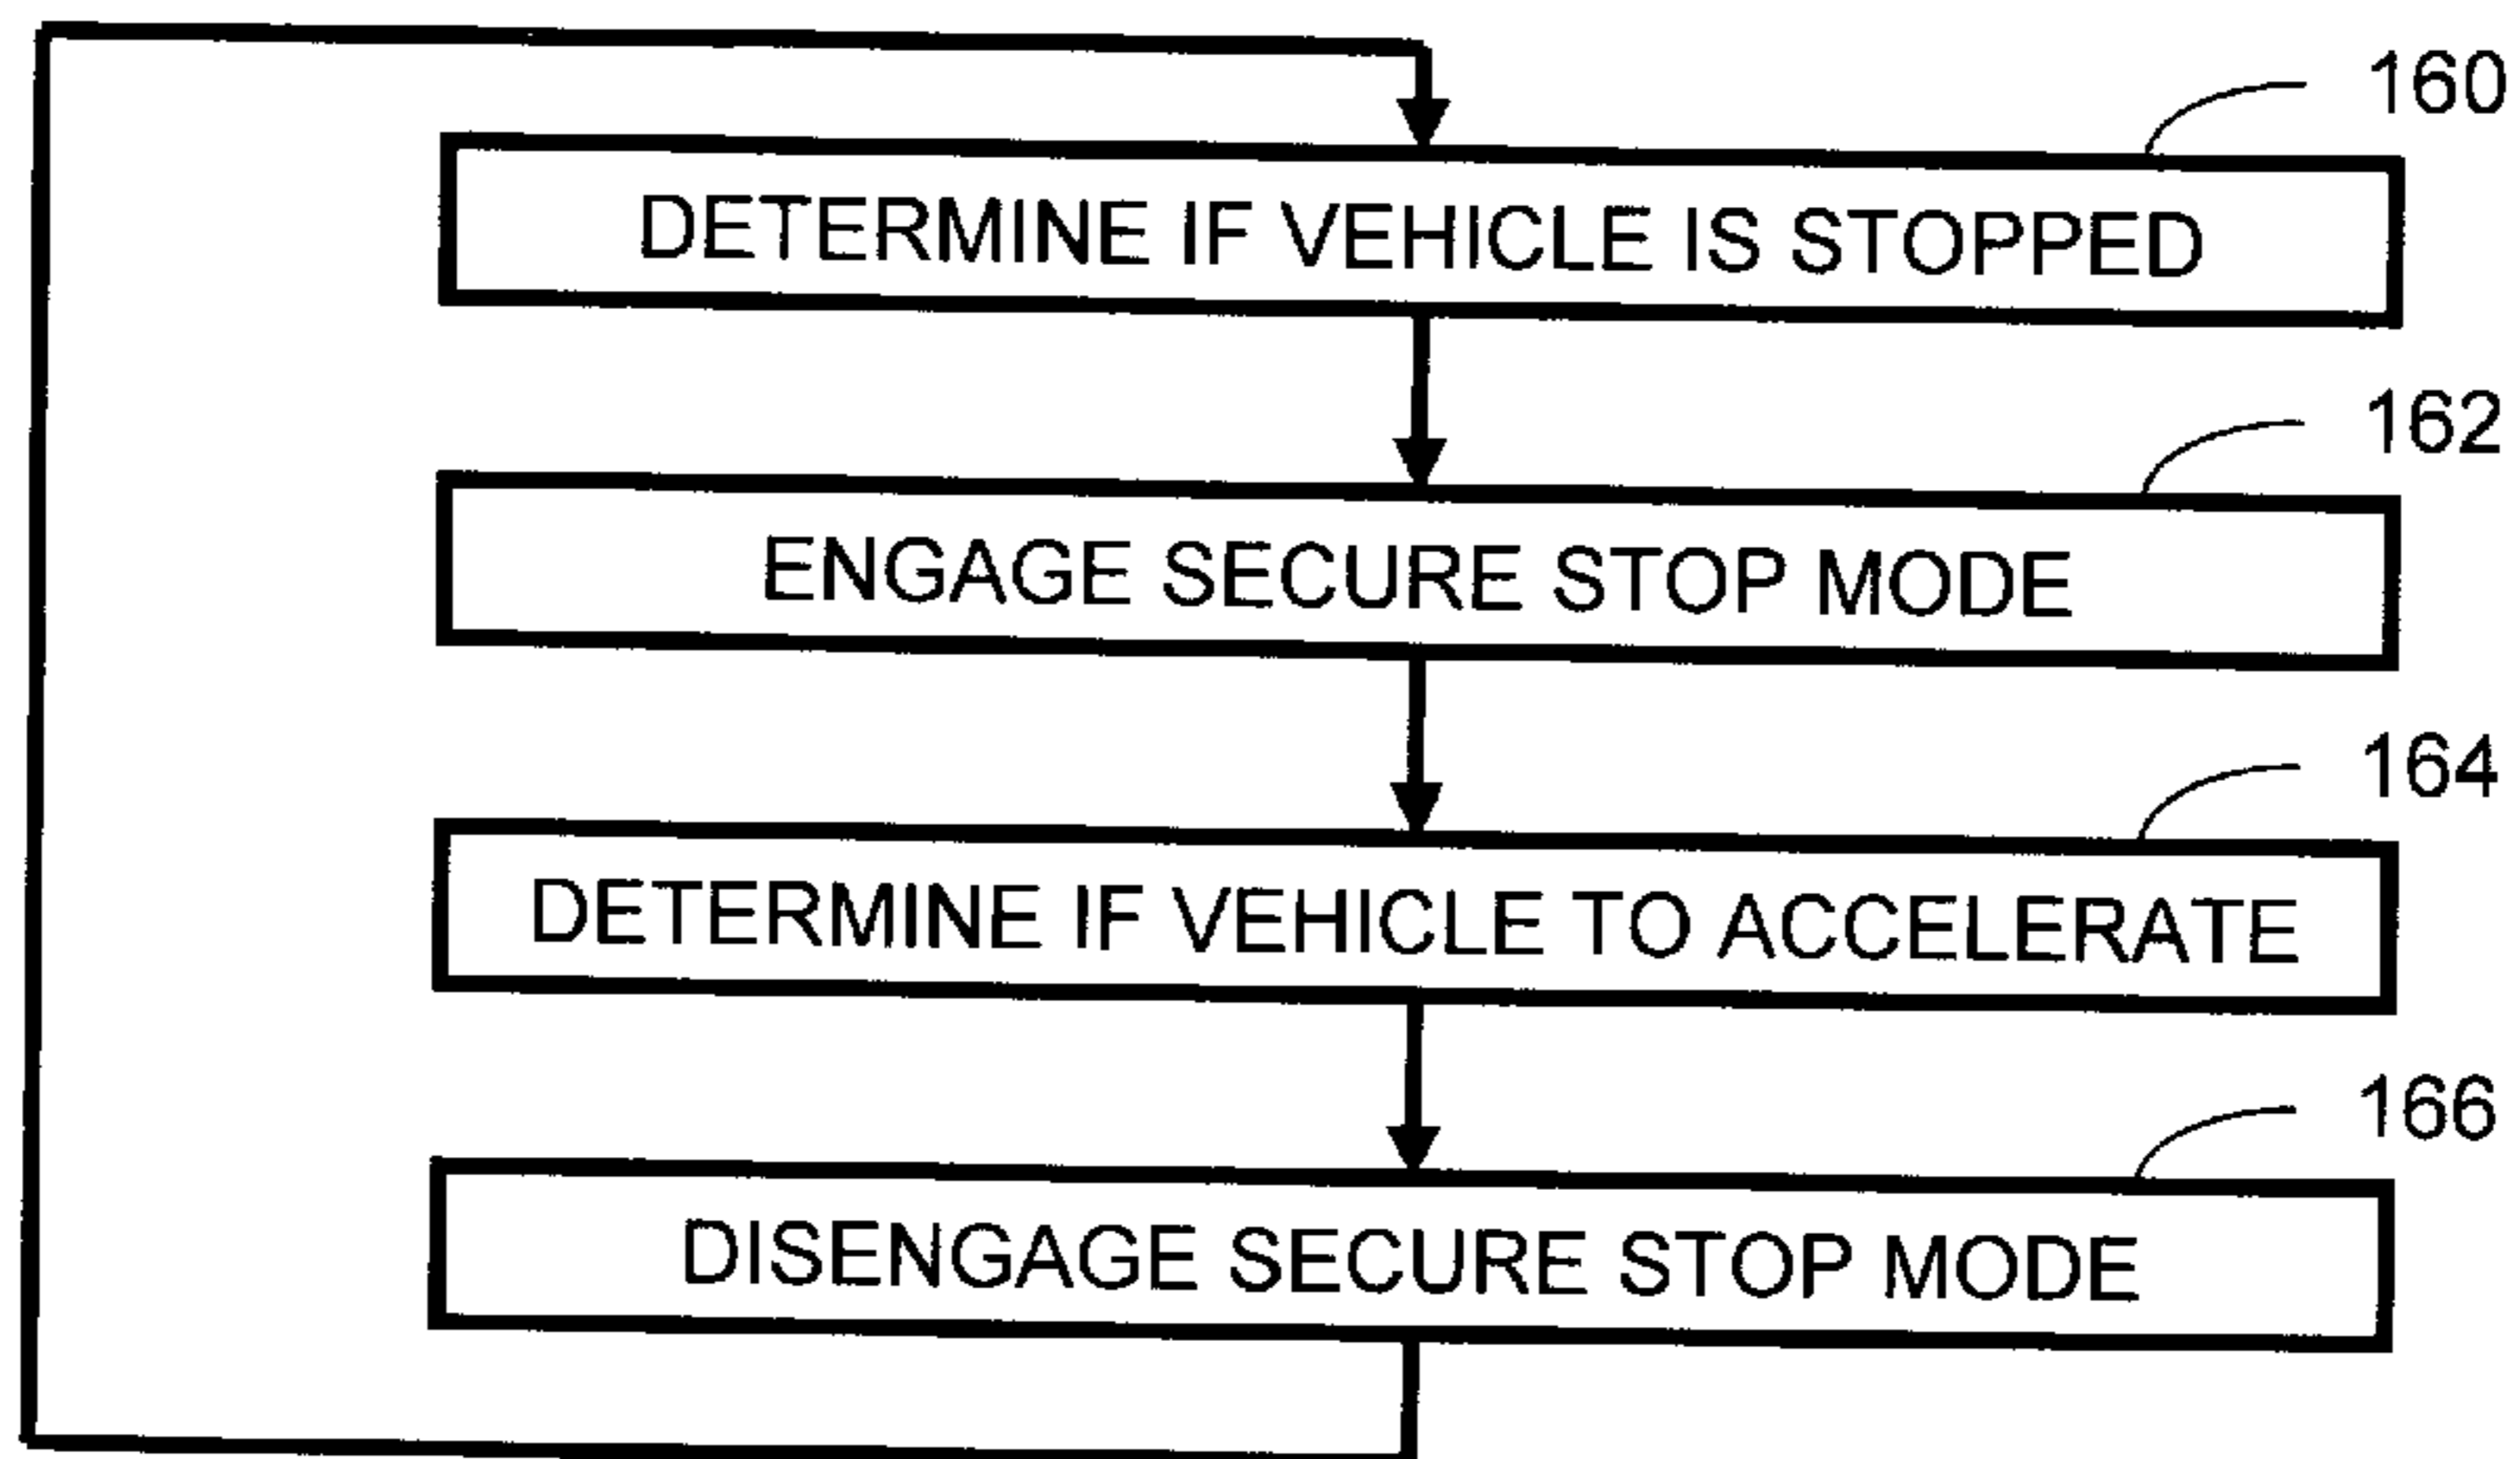 160
DETERMINE IF VEHICLE IS STOPPED
162
ENGAGE SECURE STOP MODE
164
DETERMINE IF VEHICLE TO ACCELERATE
166
DISENGAGE SECURE STOP MODE